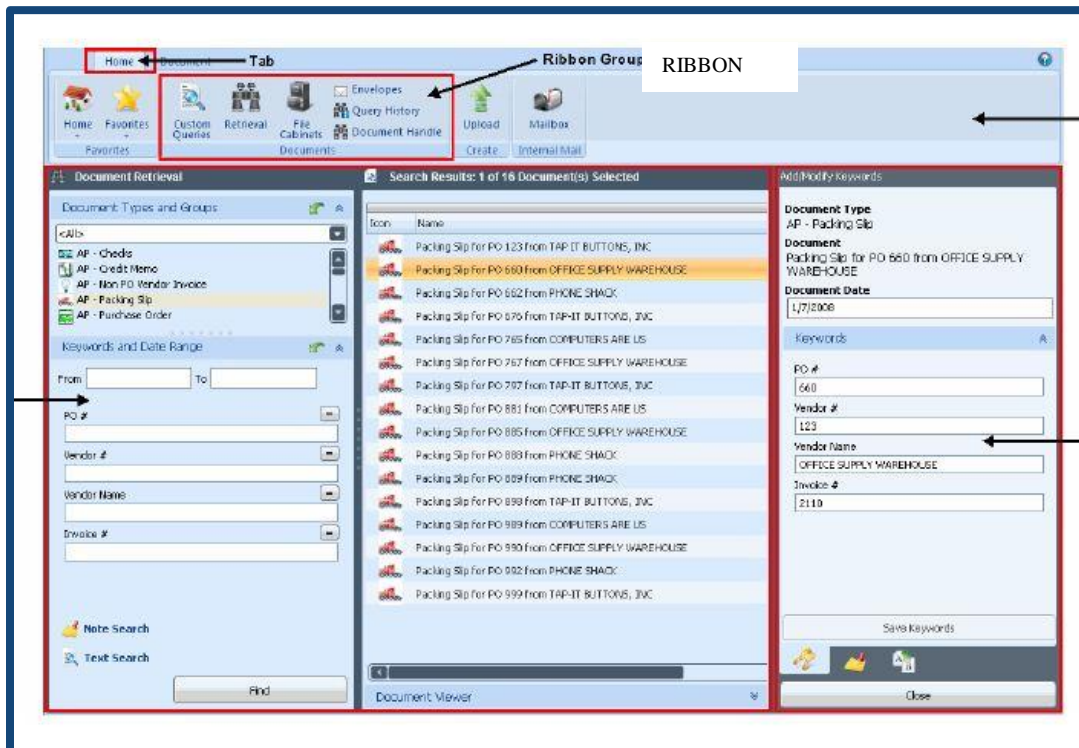 Home
Document
Tab
Ribbon Group
RIBBON
Home
Favorites
Custom Queries
Retrieval
File Cabinets
Envelopes
Query History
Document Handle
Upload
Mailbox
Favorites
Documents
Create
Internal Mail
Document Retrieval
Document Types and Groups
<All>
AP - Checks
AP - Credit Memo
AP - Non PO Vendor Invoice
AP - Packing Slip
AP - Purchase Order
Keywords and Date Range
From
To
PO #
Vendor #
Vendor Name
Invoice #
Note Search
Text Search
Find
Search Results: 1 of 16 Document(s) Selected
Icon
Name
Packing Slip for PO 123 from TAP IT BUTTONS, INC
Packing Slip for PO 660 from OFFICE SUPPLY WAREHOUSE
Packing Slip for PO 662 from PHONE SHACK
Packing Slip for PO 676 from TAP-IT BUTTONS, INC
Packing Slip for PO 765 from COMPUTERS ARE US
Packing Slip for PO 767 from OFFICE SUPPLY WAREHOUSE
Packing Slip for PO 797 from TAP-IT BUTTONS, INC
Packing Slip for PO 881 from COMPUTERS ARE US
Packing Slip for PO 885 from OFFICE SUPPLY WAREHOUSE
Packing Slip for PO 888 from PHONE SHACK
Packing Slip for PO 889 from PHONE SHACK
Packing Slip for PO 898 from TAP-IT BUTTONS, INC
Packing Slip for PO 989 from COMPUTERS ARE US
Packing Slip for PO 990 from OFFICE SUPPLY WAREHOUSE
Packing Slip for PO 992 from PHONE SHACK
Packing Slip for PO 999 from TAP-IT BUTTONS, INC
Document Viewer
Add/Modify Keywords
Document Type
AP - Packing Slip
Document
Packing Slip for PO 660 from OFFICE SUPPLY
WAREHOUSE
Document Date
1/7/2008
Keywords
PO #
660
Vendor #
123
Vendor Name
OFFICE SUPPLY WAREHOUSE
Invoice #
2110
Save Keywords
Close